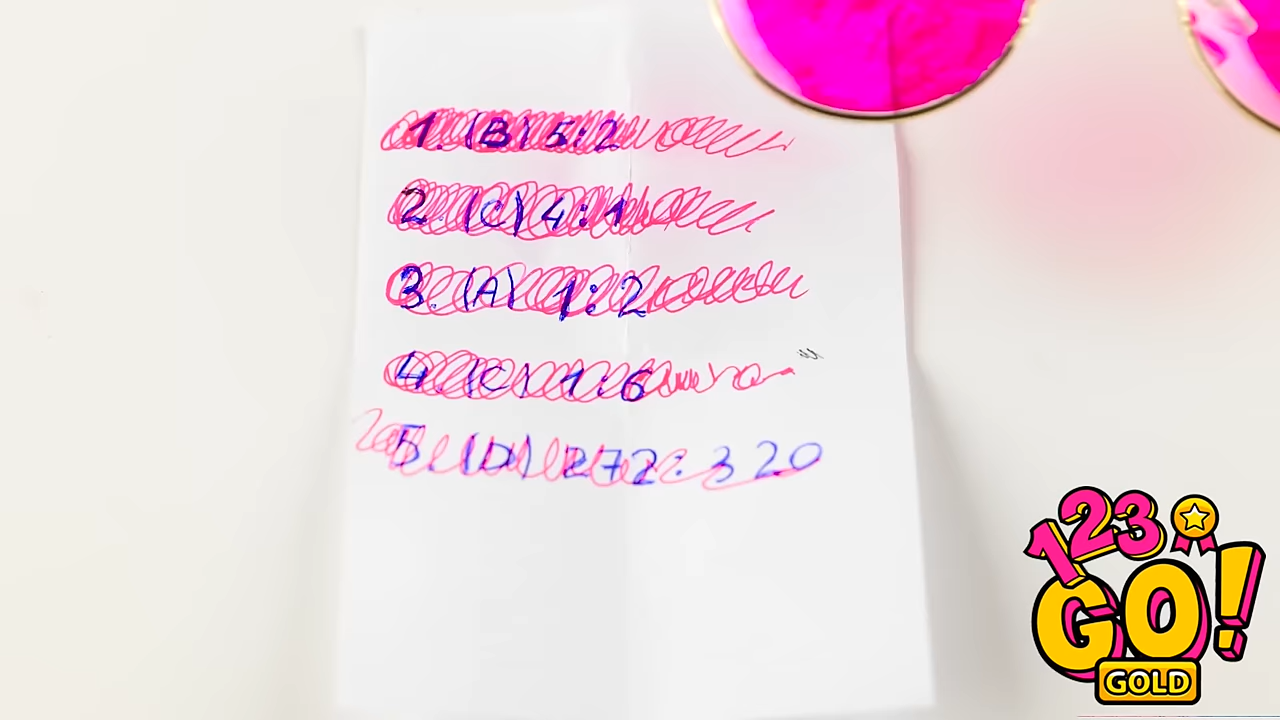 1. (B) 5:2
2. (C) 4:1
3. (A) 1:2
4. (C) 1:6
5. (D) 272:320
123
GO!
GOLD